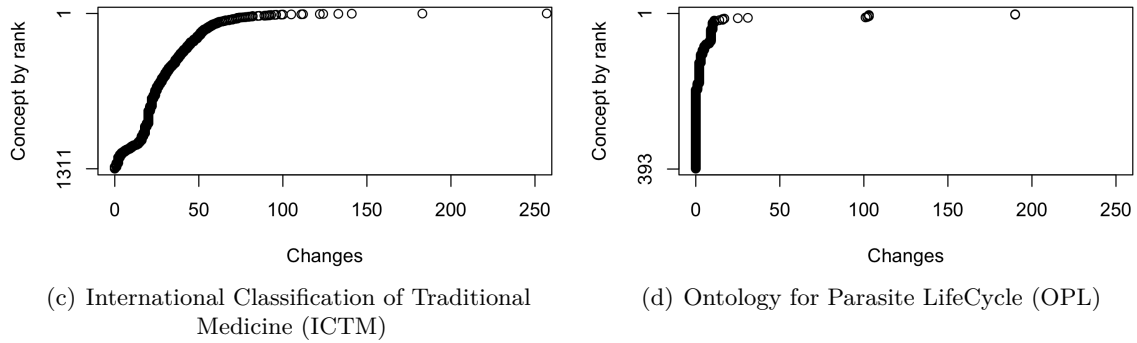 Concept by rank
1
1311
0 50 100 150 200 250
Changes
(c) International Classification of Traditional
Medicine (ICTM)
Concept by rank
1
393
0 50 100 150 200 250
Changes
(d) Ontology for Parasite LifeCycle (OPL)